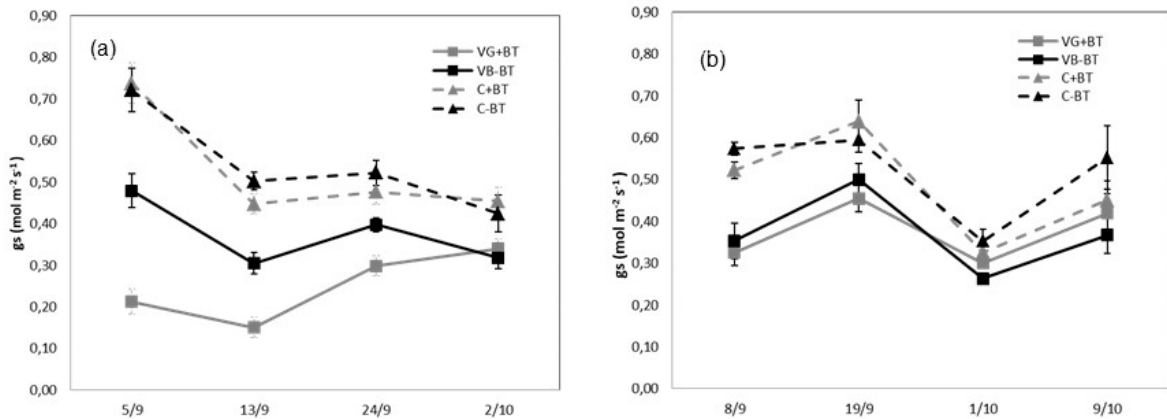 (a)
gs (mol m⁻² s⁻¹)
0,90
0,80
0,70
0,60
0,50
0,40
0,30
0,20
0,10
0,00
5/9 13/9 24/9 2/10
VG+BT
VB-BT
C+BT
C-BT
(b)
gs (mol m⁻² s⁻¹)
0,90
0,80
0,70
0,60
0,50
0,40
0,30
0,20
0,10
0,00
8/9 19/9 1/10 9/10
VG+BT
VB-BT
C+BT
C-BT